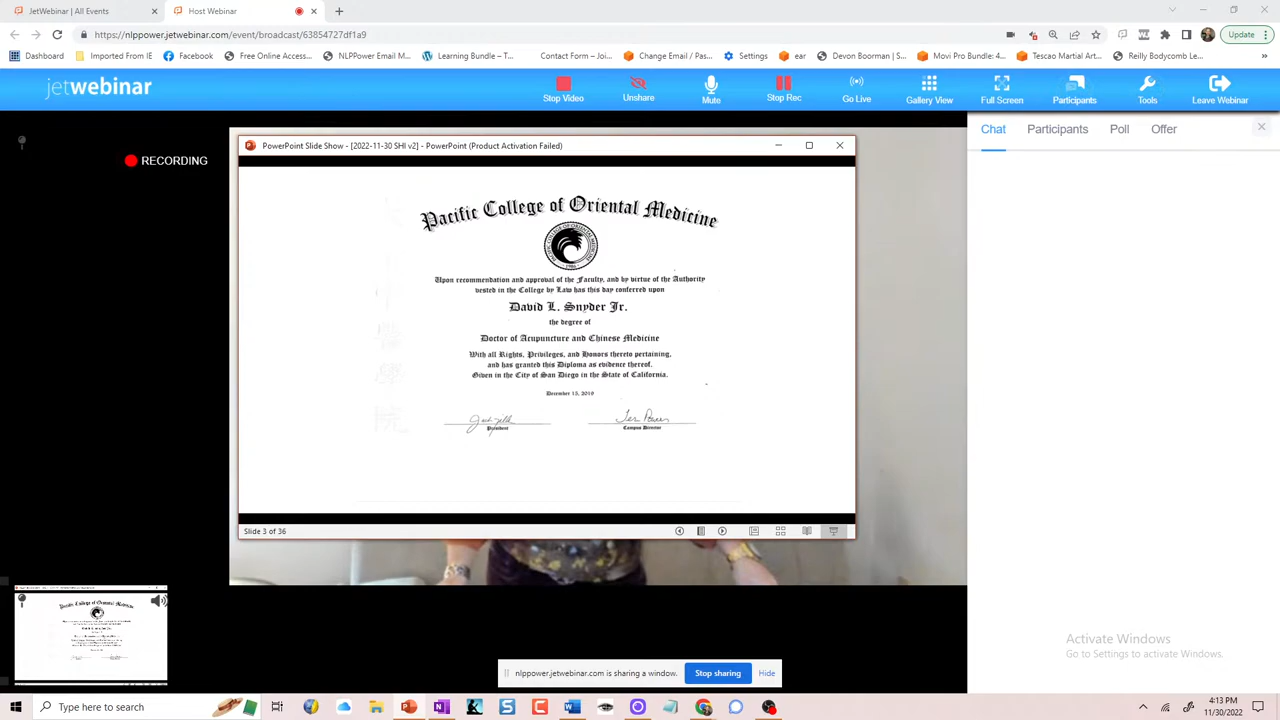 JetWebinar | All Events
Host Webinar
https://nlppower.jetwebinar.com/event/broadcast/63854727df1a9
Update
Dashboard
Imported From IE
Facebook
Free Online Access...
NLPPower Email M...
Learning Bundle – T...
Contact Form – Joi...
Change Email / Pas...
Settings
ear
Devon Boorman | S...
Movi Pro Bundle: 4...
Tescao Martial Art...
Reilly Bodycomb Le...
jetwebinar
Stop Video
Unshare
Mute
Stop Rec
Go Live
Gallery View
Full Screen
Participants
Tools
Leave Webinar
Chat
Participants
Poll
Offer
RECORDING
PowerPoint Slide Show - [2022-11-30 SHI v2] - PowerPoint (Product Activation Failed)
Pacific College of Oriental Medicine
Upon recommendation and approval of the Faculty, and by virtue of the Authority
vested in the College by Law has this day conferred upon
David L. Snyder Jr.
the degree of
Doctor of Acupuncture and Chinese Medicine
With all Rights, Privileges, and Honors thereto pertaining,
and has granted this Diploma as evidence thereof.
Given in the City of San Diego in the State of California.
December 15, 2019
President
Campus Director
Slide 3 of 36
nlppower.jetwebinar.com is sharing a window.
Stop sharing
Hide
Activate Windows
Go to Settings to activate Windows.
Type here to search
4:13 PM
11/30/2022